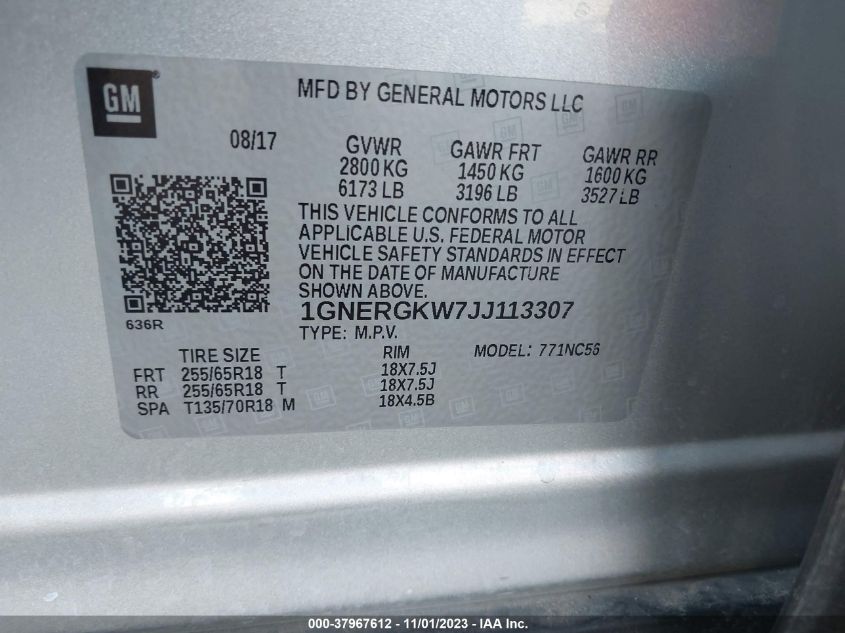 GM
MFD BY GENERAL MOTORS LLC
08/17
GVWR
2800 KG
6173 LB
GAWR FRT
1450 KG
3196 LB
GAWR RR
1600 KG
3527 LB
THIS VEHICLE CONFORMS TO ALL
APPLICABLE U.S. FEDERAL MOTOR
VEHICLE SAFETY STANDARDS IN EFFECT
ON THE DATE OF MANUFACTURE
SHOWN ABOVE.
636R
1GNERGKW7JJ113307
TYPE: M.P.V.
MODEL: 771NC56
TIRE SIZE RIM
FRT 255/65R18 T 18X7.5J
RR 255/65R18 T 18X7.5J
SPA T135/70R18 M 18X4.5B
000-37967612 - 11/01/2023 - IAA Inc.